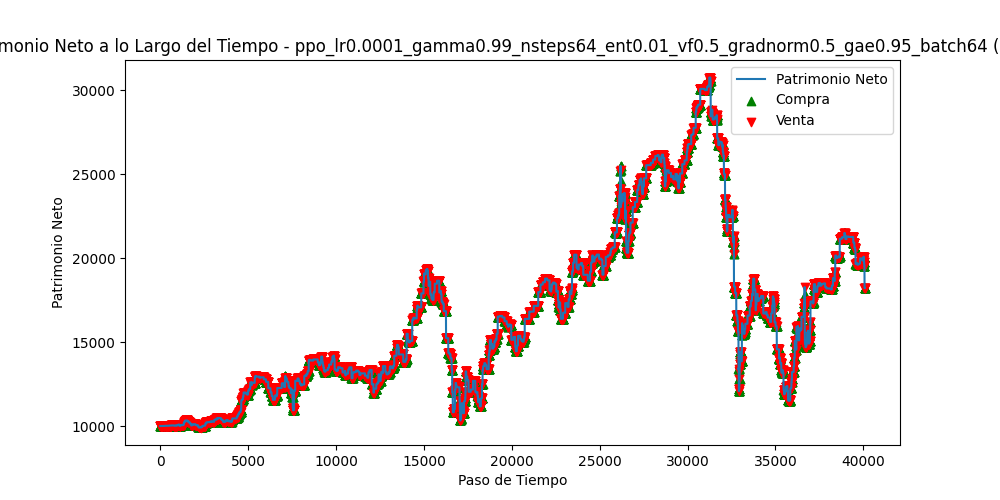 monio Neto a lo Largo del Tiempo - ppo_lr0.0001_gamma0.99_nsteps64_ent0.01_vf0.5_gradnorm0.5_gae0.95_batch64 (
Patrimonio Neto
Compra
Venta
30000
25000
20000
15000
10000
Patrimonio Neto
0 5000 10000 15000 20000 25000 30000 35000 40000
Paso de Tiempo